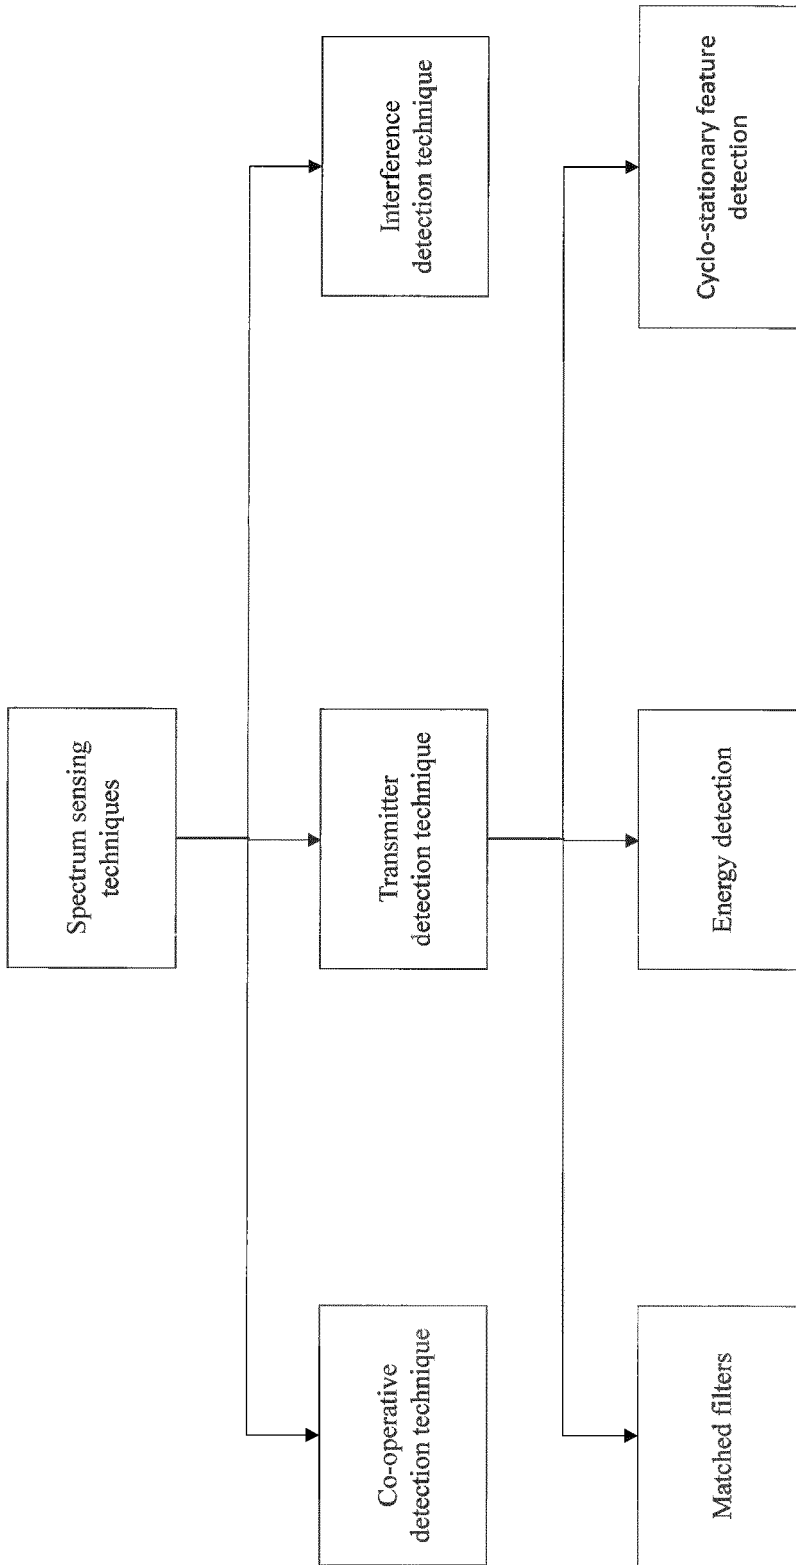 Spectrum sensing
techniques
Co-operative
detection technique
Transmitter
detection technique
Interference
detection technique
Matched filters
Energy detection
Cyclo-stationary feature
detection